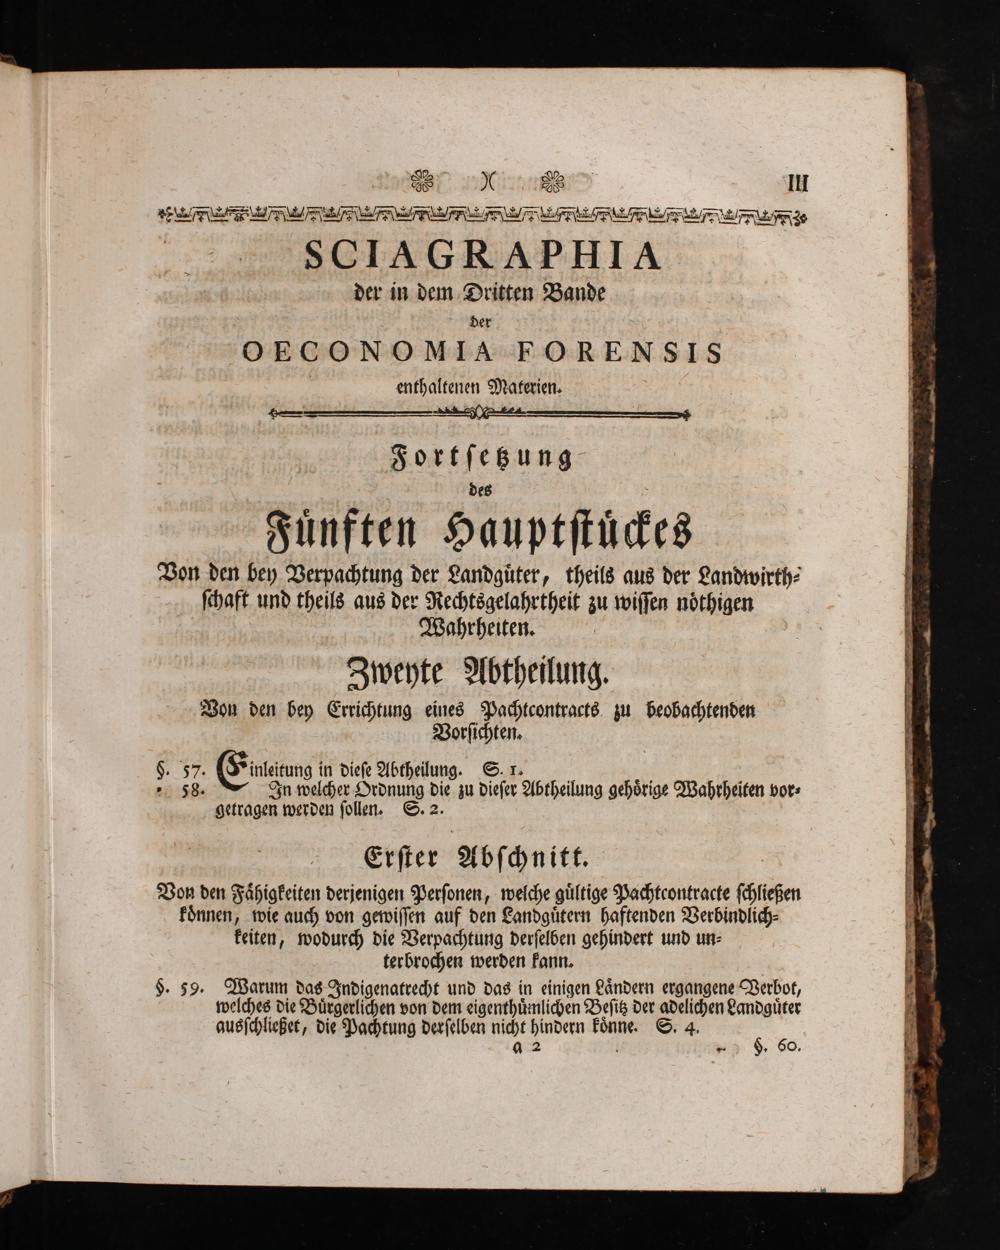 III
SCIAGRAPHIA
der in dem Dritten Bande
der
OECONOMIA FORENSIS
enthaltenen Materien.
Fortsetzung
des
Fünften Hauptstückes
Von den bey Verpachtung der Landgüter, theils aus der Landwirth-
schaft und theils aus der Rechtsgelahrtheit zu wissen nöthigen
Wahrheiten.
Zweyte Abtheilung.
Von den bey Errichtung eines Pachtcontracts zu beobachtenden
Vorsichten.
§. 57. Einleitung in diese Abtheilung. S. 1.
- 58. In welcher Ordnung die zu dieser Abtheilung gehörige Wahrheiten vor-
getragen werden sollen. S. 2.
Erster Abschnitt.
Von den Fähigkeiten derjenigen Personen, welche gültige Pachtcontracte schließen
können, wie auch von gewissen auf den Landgütern haftenden Verbindlich-
keiten, wodurch die Verpachtung derselben gehindert und un-
terbrochen werden kann.
§. 59. Warum das Indigenatrecht und das in einigen Ländern ergangene Verbot,
welches die Bürgerlichen von dem eigenthümlichen Besitz der adelichen Landgüter
ausschließet, die Pachtung derselben nicht hindern könne. S. 4.
a 2 §. 60.